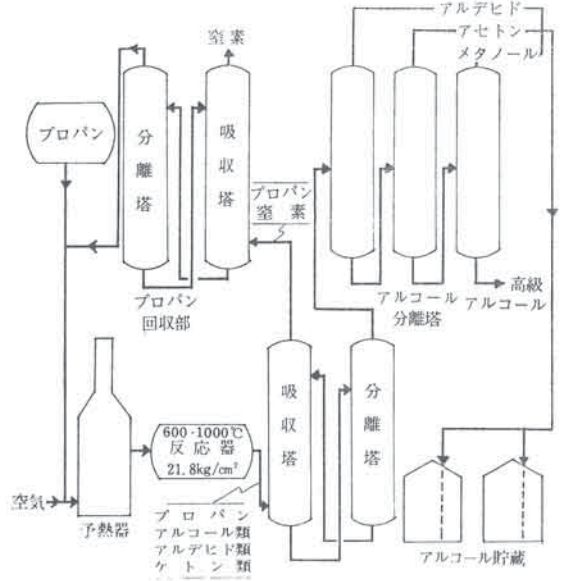 アルデヒド
アセトン
メタノール
窒素
プロパン
分離塔
吸収塔
プロパン
窒素
プロパン
回収部
アルコール
分離塔
高級
アルコール
吸収塔
分離塔
600·1000℃
反応器
21.8kg/cm²
空気
予熱器
プロパン
アルコール類
アルデヒド類
ケトン類
アルコール貯蔵